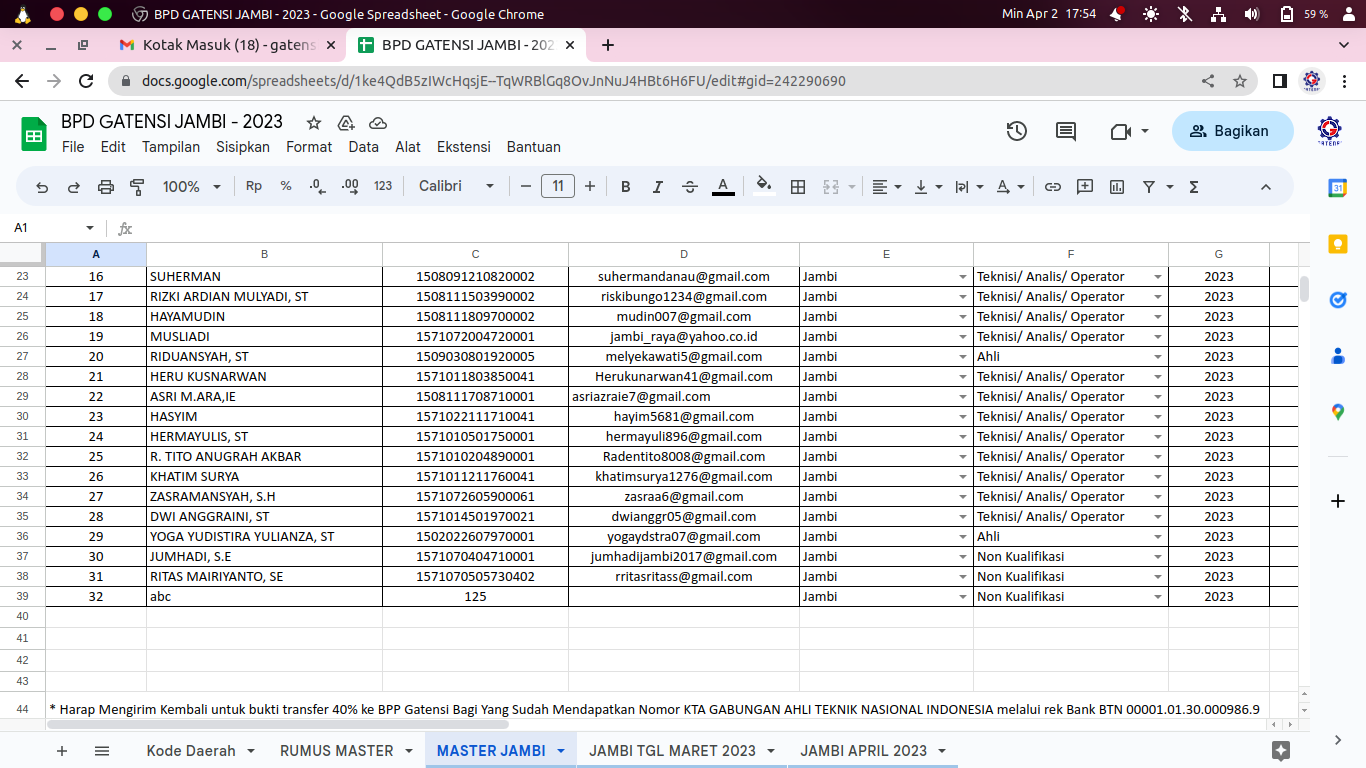 BPD GATENSI JAMBI - 2023 - Google Spreadsheet - Google Chrome
Min Apr 2 17:54
59 %
Kotak Masuk (18) - gatens
BPD GATENSI JAMBI - 202
docs.google.com/spreadsheets/d/1ke4QdB5zIWcHqsjE--TqWRBlGq8OvJnNuJ4HBt6H6FU/edit#gid=242290690
BPD GATENSI JAMBI - 2023
File Edit Tampilan Sisipkan Format Data Alat Ekstensi Bantuan
Bagikan
100% Rp % .0 .00 123 Calibri 11 B I A
A1 fx
A B C D E F G
23 16 SUHERMAN 1508091210820002 suhermandanau@gmail.com Jambi Teknisi/ Analis/ Operator 2023
24 17 RIZKI ARDIAN MULYADI, ST 1508111503990002 riskibungo1234@gmail.com Jambi Teknisi/ Analis/ Operator 2023
25 18 HAYAMUDIN 1508111809700002 mudin007@gmail.com Jambi Teknisi/ Analis/ Operator 2023
26 19 MUSLIADI 1571072004720001 jambi_raya@yahoo.co.id Jambi Teknisi/ Analis/ Operator 2023
27 20 RIDUANSYAH, ST 1509030801920005 melyekawati5@gmail.com Jambi Ahli 2023
28 21 HERU KUSNARWAN 1571011803850041 Herukunarwan41@gmail.com Jambi Teknisi/ Analis/ Operator 2023
29 22 ASRI M.ARA,IE 1508111708710001 asriazraie7@gmail.com Jambi Teknisi/ Analis/ Operator 2023
30 23 HASYIM 1571022111710041 hayim5681@gmail.com Jambi Teknisi/ Analis/ Operator 2023
31 24 HERMAYULIS, ST 1571010501750001 hermayuli896@gmail.com Jambi Teknisi/ Analis/ Operator 2023
32 25 R. TITO ANUGRAH AKBAR 1571010204890001 Radentito8008@gmail.com Jambi Teknisi/ Analis/ Operator 2023
33 26 KHATIM SURYA 1571011211760041 khatimsurya1276@gmail.com Jambi Teknisi/ Analis/ Operator 2023
34 27 ZASRAMANSYAH, S.H 1571072605900061 zasraa6@gmail.com Jambi Teknisi/ Analis/ Operator 2023
35 28 DWI ANGGRAINI, ST 1571014501970021 dwianggr05@gmail.com Jambi Teknisi/ Analis/ Operator 2023
36 29 YOGA YUDISTIRA YULIANZA, ST 1502022607970001 yogaydstra07@gmail.com Jambi Ahli 2023
37 30 JUMHADI, S.E 1571070404710001 jumhadijambi2017@gmail.com Jambi Non Kualifikasi 2023
38 31 RITAS MAIRIYANTO, SE 1571070505730402 rritasritass@gmail.com Jambi Non Kualifikasi 2023
39 32 abc 125 Jambi Non Kualifikasi 2023
40
41
42
43
44 * Harap Mengirim Kembali untuk bukti transfer 40% ke BPP Gatensi Bagi Yang Sudah Mendapatkan Nomor KTA GABUNGAN AHLI TEKNIK NASIONAL INDONESIA melalui rek Bank BTN 00001.01.30.000986.9
Kode Daerah RUMUS MASTER MASTER JAMBI JAMBI TGL MARET 2023 JAMBI APRIL 2023